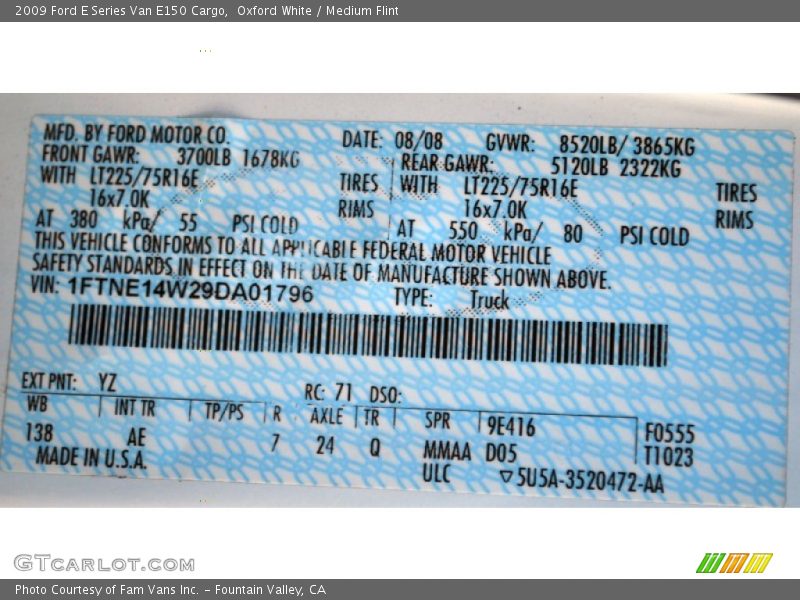 2009 Ford E Series Van E150 Cargo,  Oxford White / Medium Flint
MFD. BY FORD MOTOR CO. DATE: 08/08 GVWR: 8520LB/ 3865KG
FRONT GAWR: 3700LB 1678KG REAR GAWR: 5120LB 2322KG
WITH LT225/75R16E TIRES WITH LT225/75R16E TIRES
16x7.0K RIMS 16x7.0K RIMS
AT 380 kPa/ 55 PSI COLD AT 550 kPa/ 80 PSI COLD
THIS VEHICLE CONFORMS TO ALL APPLICABLE FEDERAL MOTOR VEHICLE
SAFETY STANDARDS IN EFFECT ON THE DATE OF MANUFACTURE SHOWN ABOVE.
VIN: 1FTNE14W29DA01796 TYPE: Truck
EXT PNT: YZ RC: 71 DSO:
WB INT TR TP/PS R AXLE TR SPR 9E416 F0555
138 AE 7 24 Q MMAA D05 T1023
MADE IN U.S.A. ULC ▽5U5A-3520472-AA
GTCarLot.com
Photo Courtesy of Fam Vans Inc. – Fountain Valley, CA